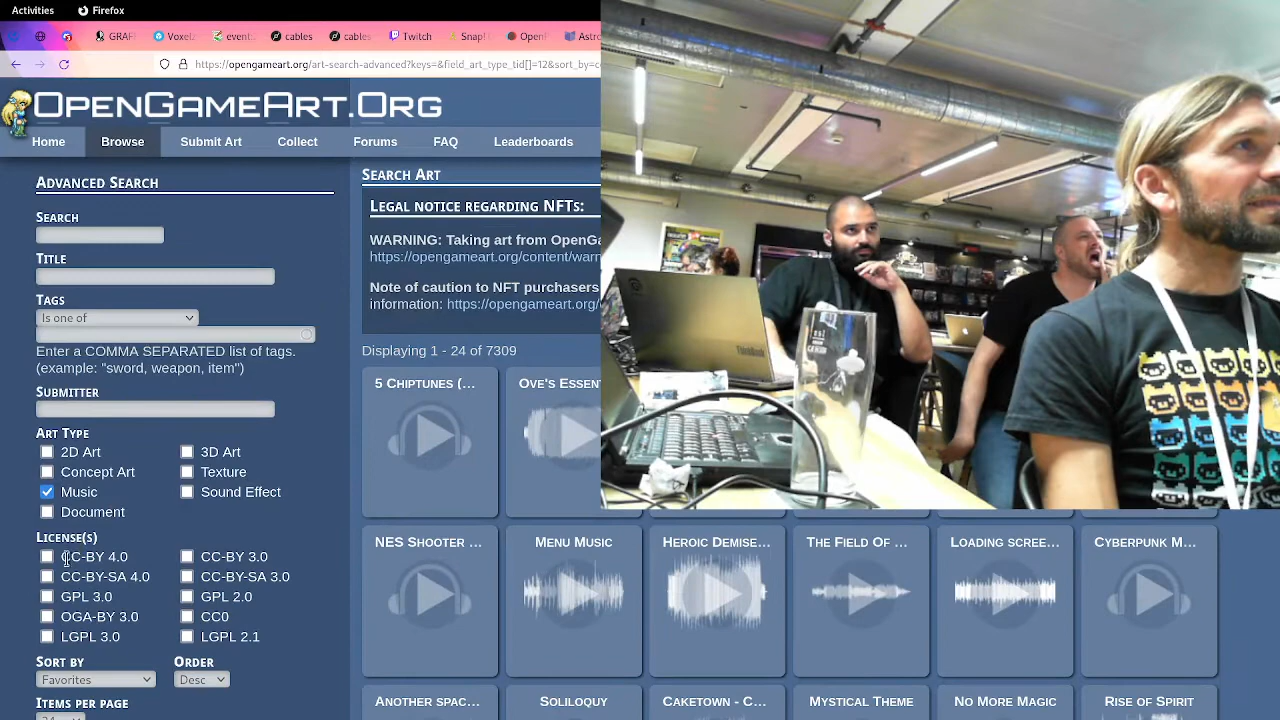 Activities
Firefox
GRAF
Voxel
event:
cables
cables
Twitch
Snap!
OpenF
Astro
https://opengameart.org/art-search-advanced?keys=&field_art_type_tid[]=12&sort_by=c
OpenGameArt.Org
Home
Browse
Submit Art
Collect
Forums
FAQ
Leaderboards
Advanced Search
Search
Title
Tags
Is one of
Enter a COMMA SEPARATED list of tags.
(example: "sword, weapon, item")
Submitter
Art Type
2D Art
3D Art
Concept Art
Texture
Music
Sound Effect
Document
License(s)
CC-BY 4.0
CC-BY 3.0
CC-BY-SA 4.0
CC-BY-SA 3.0
GPL 3.0
GPL 2.0
OGA-BY 3.0
CC0
LGPL 3.0
LGPL 2.1
Sort by
Order
Favorites
Desc
Items per page
24
Search Art
Legal notice regarding NFTs:
WARNING: Taking art from OpenGa
https://opengameart.org/content/warn
Note of caution to NFT purchasers
information: https://opengameart.org/
Displaying 1 - 24 of 7309
5 Chiptunes (...
Ove's Essent
NES Shooter ...
Menu Music
Heroic Demise...
The Field Of ...
Loading scree...
Cyberpunk M...
Another spac...
Soliloquy
Caketown - C...
Mystical Theme
No More Magic
Rise of Spirit
ThinkBook